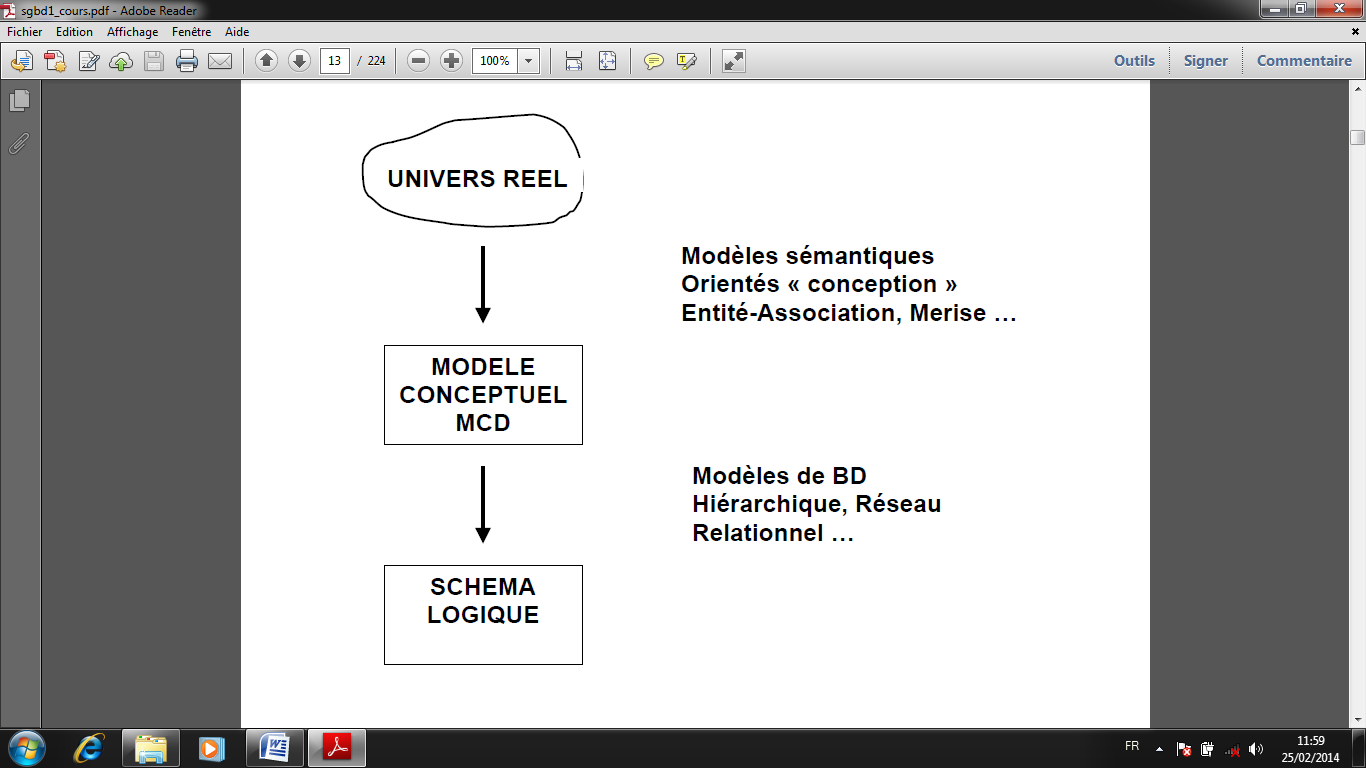 sgbd1_cours.pdf - Adobe Reader
Fichier Edition Affichage Fenêtre Aide
13 / 224 100% Outils Signer Commentaire
UNIVERS REEL
Modèles sémantiques
Orientés « conception »
Entité-Association, Merise …
MODELE
CONCEPTUEL
MCD
Modèles de BD
Hiérarchique, Réseau
Relationnel …
SCHEMA
LOGIQUE
FR
11:59
25/02/2014